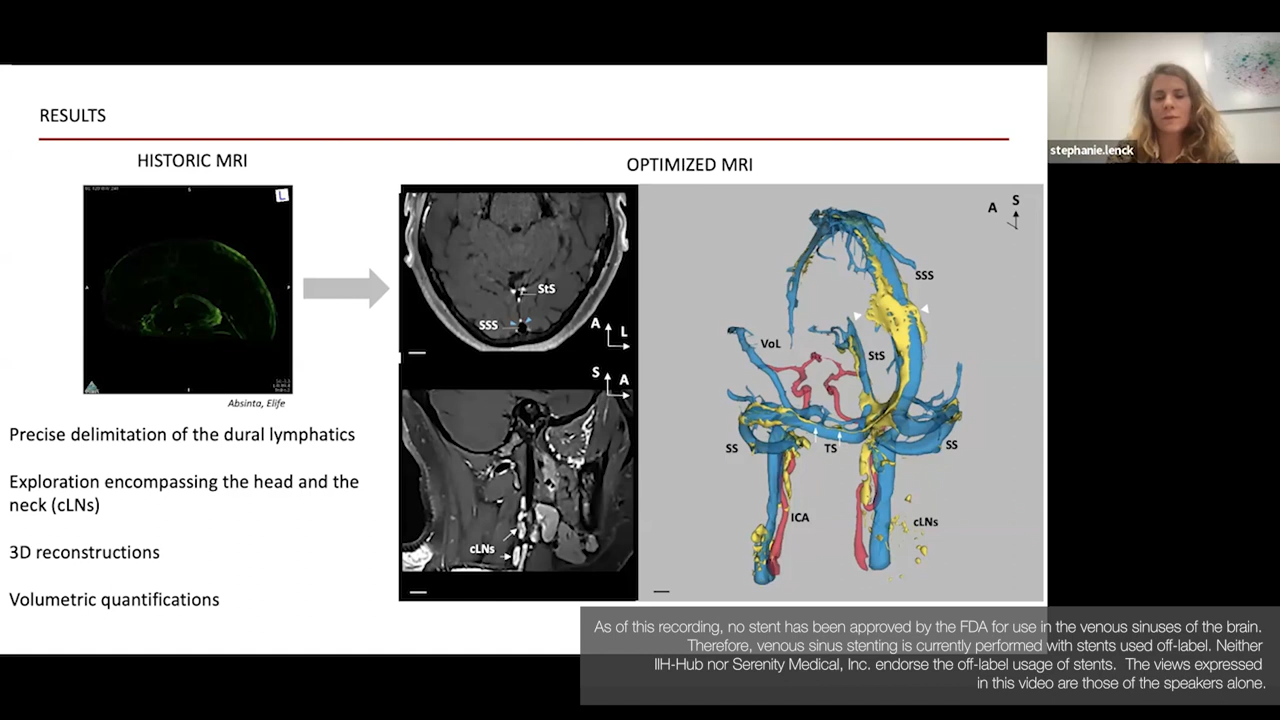 RESULTS
HISTORIC MRI
OPTIMIZED MRI
stephanie.lenck
L
Absinta, Elife
StS
SSS
A
L
S
A
cLNs
A
S
SSS
VoL
StS
SS
TS
SS
ICA
cLNs
Precise delimitation of the dural lymphatics
Exploration encompassing the head and the
neck (cLNs)
3D reconstructions
Volumetric quantifications
As of this recording, no stent has been approved by the FDA for use in the venous sinuses of the brain.
Therefore, venous sinus stenting is currently performed with stents used off-label. Neither
IIH-Hub nor Serenity Medical, Inc. endorse the off-label usage of stents. The views expressed
in this video are those of the speakers alone.